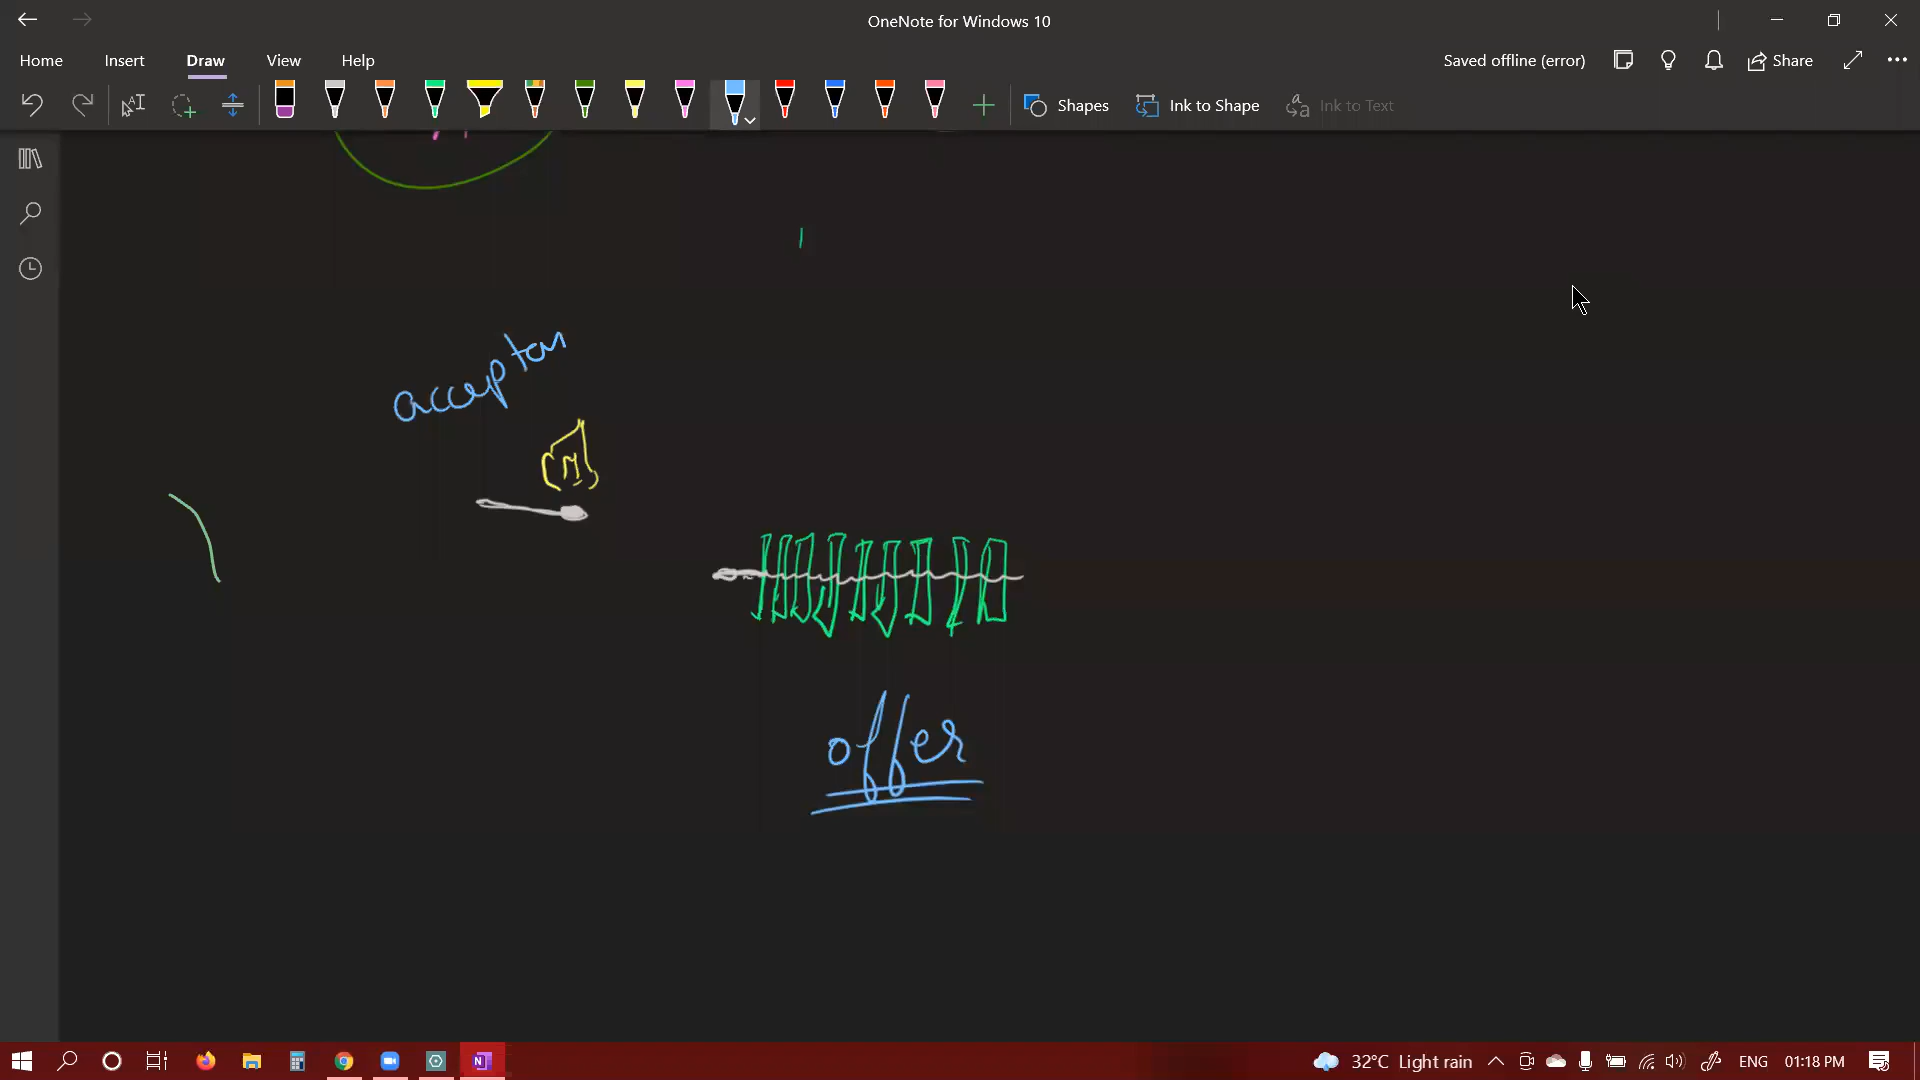 OneNote for Windows 10
Home Insert Draw View Help
Saved offline (error) Share
Shapes Ink to Shape Ink to Text
offer
32°C Light rain ENG 01:18 PM